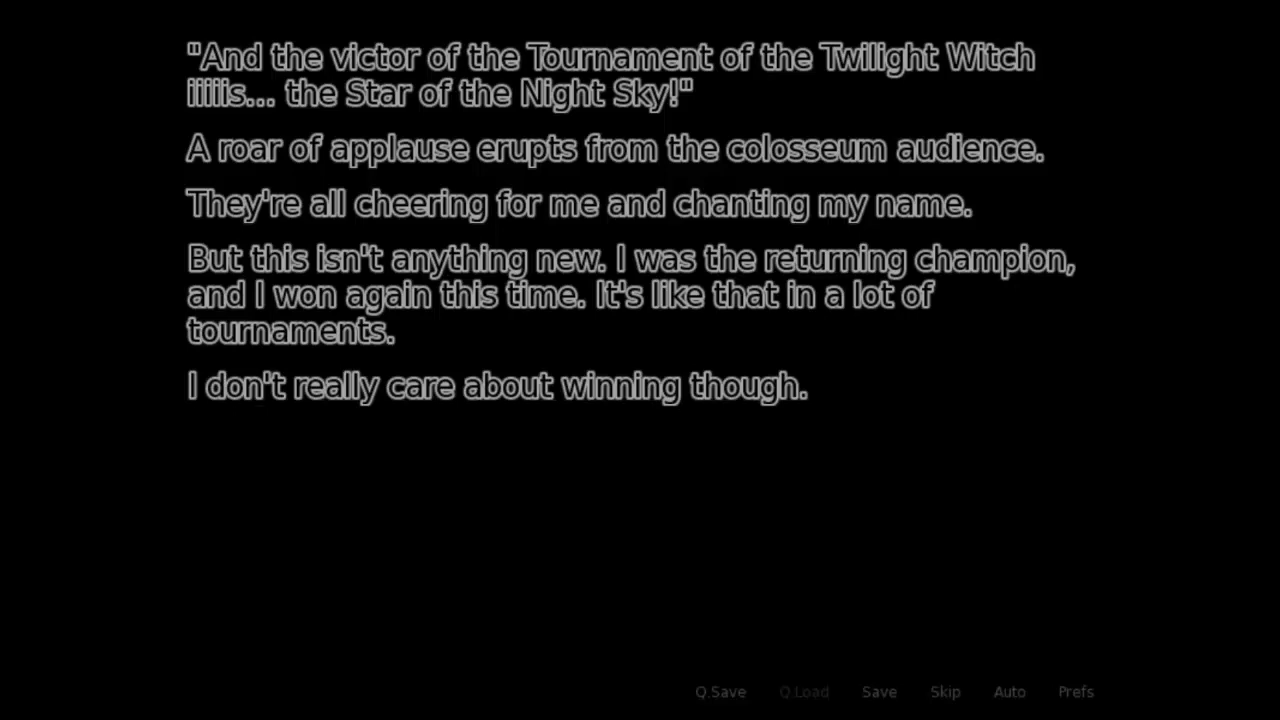 "And the victor of the Tournament of the Twilight Witch
iiiiis... the Star of the Night Sky!"
A roar of applause erupts from the colosseum audience.
They're all cheering for me and chanting my name.
But this isn't anything new. I was the returning champion,
and I won again this time. It's like that in a lot of
tournaments.
I don't really care about winning though.
Q.Save Q.Load Save Skip Auto Prefs